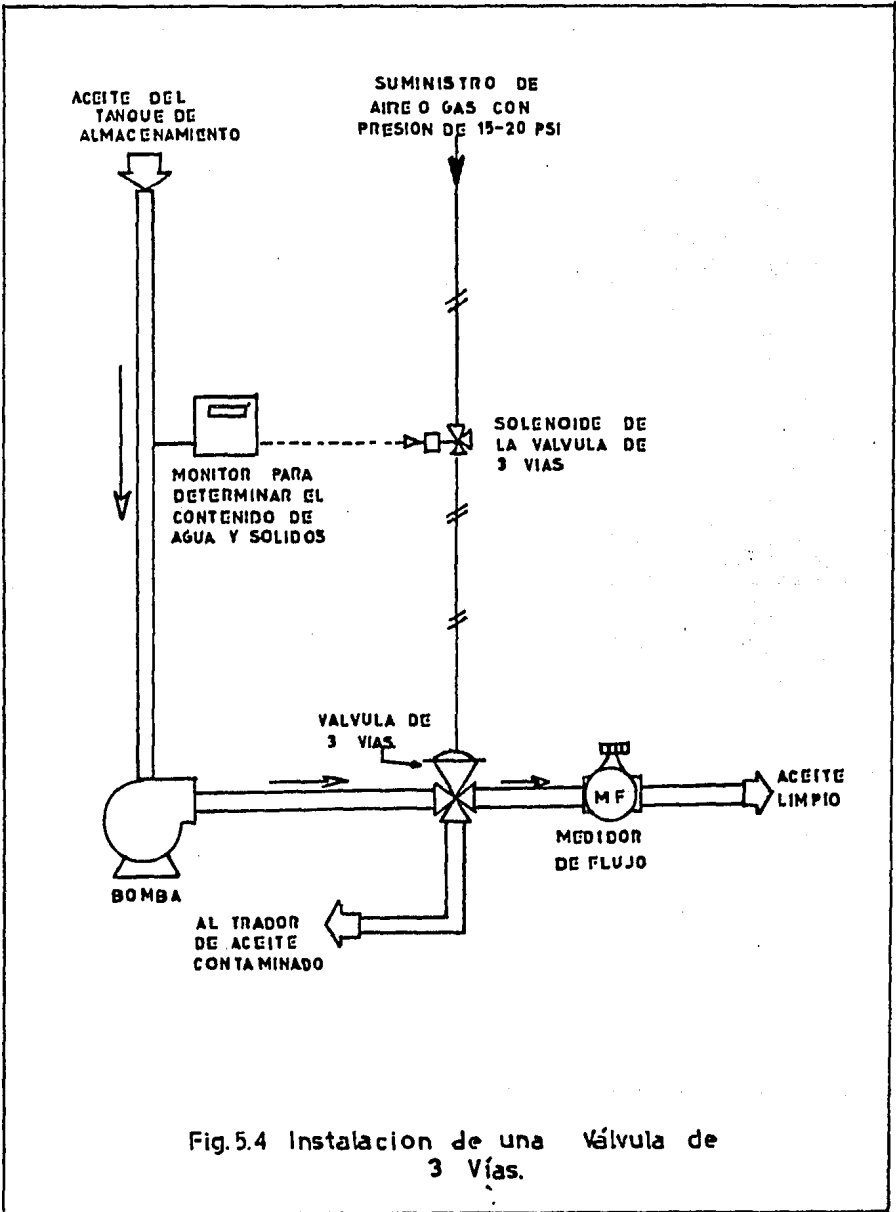 ACEITE DEL
TANQUE DE
ALMACENAMIENTO
SUMINISTRO DE
AIRE O GAS CON
PRESION DE 15-20 PSI
SOLENOIDE DE
LA VALVULA DE
3 VIAS
MONITOR PARA
DETERMINAR EL
CONTENIDO DE
AGUA Y SOLIDOS
VALVULA DE
3 VIAS.
MF
ACEITE
LIMPIO
MEDIDOR
DE FLUJO
BOMBA
AL TRADOR
DE ACEITE
CONTAMINADO
Fig. 5.4 Instalacion de una Válvula de
3 Vías.